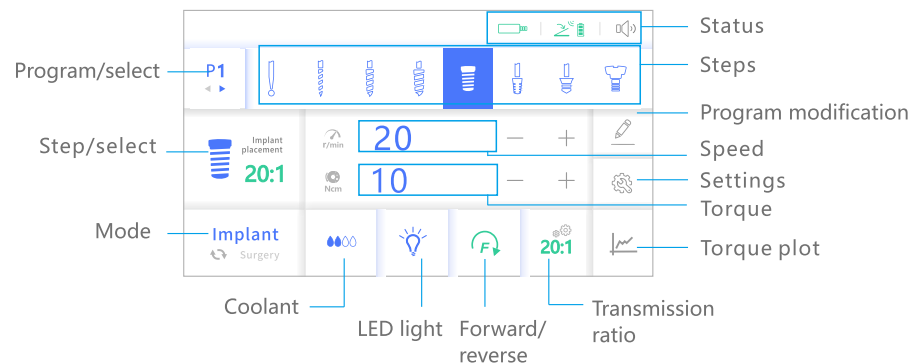 Status
Steps
Program/select
P1
Program modification
Step/select
Implant
placement
20:1
r/min
20
Speed
Ncm
10
Settings
Torque
Mode
Implant
Surgery
F
20:1
Torque plot
Coolant
LED light
Forward/
reverse
Transmission
ratio